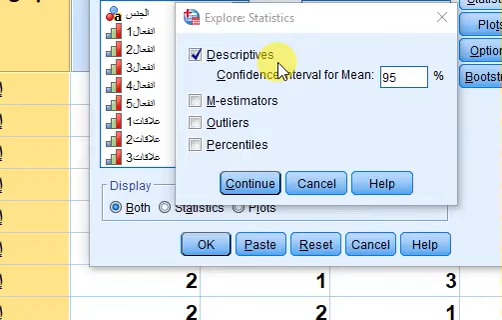 Explore: Statistics
Descriptives
Confidence Interval for Mean: 95 %
M-estimators
Outliers
Percentiles
Continue Cancel Help
الجنس
انفعال1
انفعال2
انفعال3
انفعال4
انفعال5
علاقات1
علاقات2
علاقات3
Plots
Display
Both Statistics Plots
OK Paste Reset Cancel Help
2 1 3
2 2 1